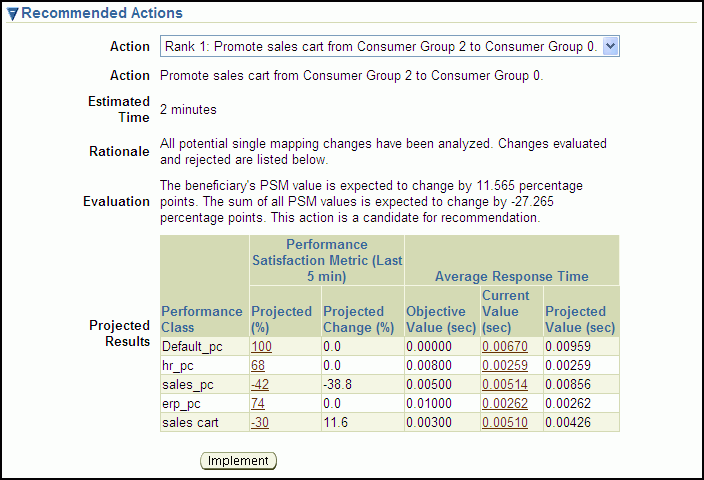 Recommended Actions
Action Rank 1: Promote sales cart from Consumer Group 2 to Consumer Group 0.
Action Promote sales cart from Consumer Group 2 to Consumer Group 0.
Estimated
Time 2 minutes
Rationale All potential single mapping changes have been analyzed. Changes evaluated
and rejected are listed below.
Evaluation The beneficiary's PSM value is expected to change by 11.565 percentage
points. The sum of all PSM values is expected to change by -27.265
percentage points. This action is a candidate for recommendation.
Projected
Results
Performance
Satisfaction Metric (Last
5 min)
Average Response Time
Performance
Class
Projected
(%)
Projected
Change (%)
Objective
Value (sec)
Current
Value
(sec)
Projected
Value (sec)
Default_pc 100 0.0 0.00000 0.00670 0.00959
hr_pc 68 0.0 0.00800 0.00259 0.00259
sales_pc -42 -38.8 0.00500 0.00514 0.00856
erp_pc 74 0.0 0.01000 0.00262 0.00262
sales cart -30 11.6 0.00300 0.00510 0.00426
Implement